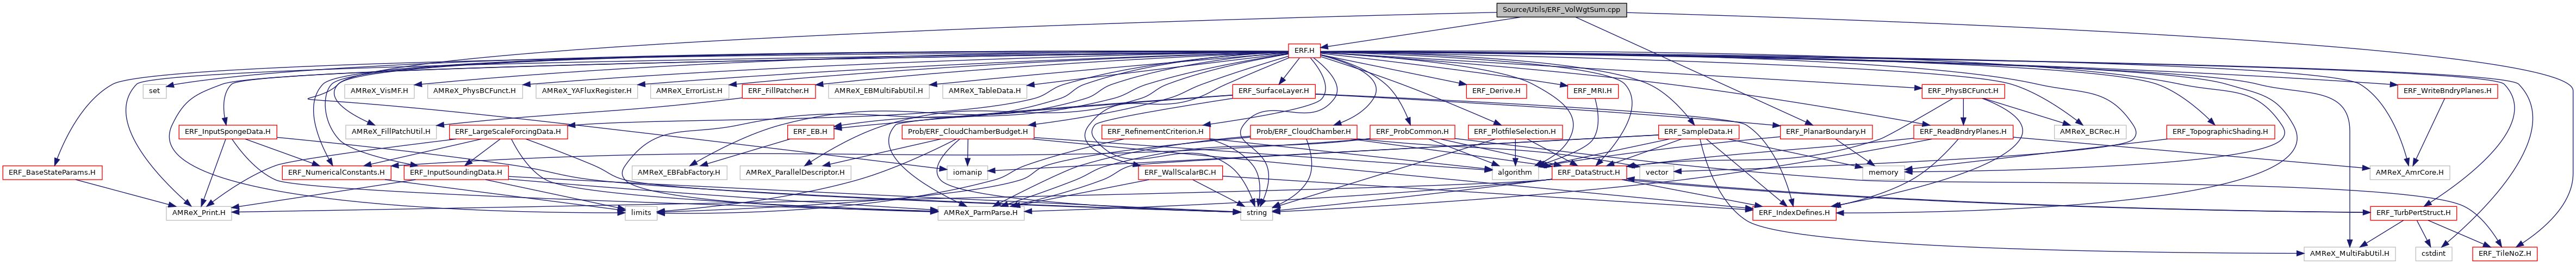 Source/Utils/ERF_VolWgtSum.cpp
ERF.H
set
AMReX_VisMF.H
AMReX_PhysBCFunct.H
AMReX_YAFluxRegister.H
AMReX_ErrorList.H
ERF_FillPatcher.H
AMReX_EBMultiFabUtil.H
AMReX_TableData.H
ERF_SurfaceLayer.H
ERF_Derive.H
ERF_MRI.H
ERF_PhysBCFunct.H
ERF_WriteBndryPlanes.H
ERF_InputSpongeData.H
AMReX_FillPatchUtil.H
ERF_LargeScaleForcingData.H
ERF_EB.H
Prob/ERF_CloudChamberBudget.H
ERF_RefinementCriterion.H
Prob/ERF_CloudChamber.H
ERF_ProbCommon.H
ERF_PlotfileSelection.H
ERF_SampleData.H
ERF_PlanarBoundary.H
ERF_ReadBndryPlanes.H
AMReX_BCRec.H
ERF_TopographicShading.H
ERF_BaseStateParams.H
ERF_NumericalConstants.H
ERF_InputSoundingData.H
AMReX_EBFabFactory.H
AMReX_ParallelDescriptor.H
iomanip
ERF_WallScalarBC.H
algorithm
ERF_DataStruct.H
vector
memory
AMReX_AmrCore.H
AMReX_Print.H
limits
AMReX_ParmParse.H
string
ERF_IndexDefines.H
ERF_TurbPertStruct.H
AMReX_MultiFabUtil.H
cstdint
ERF_TileNoZ.H